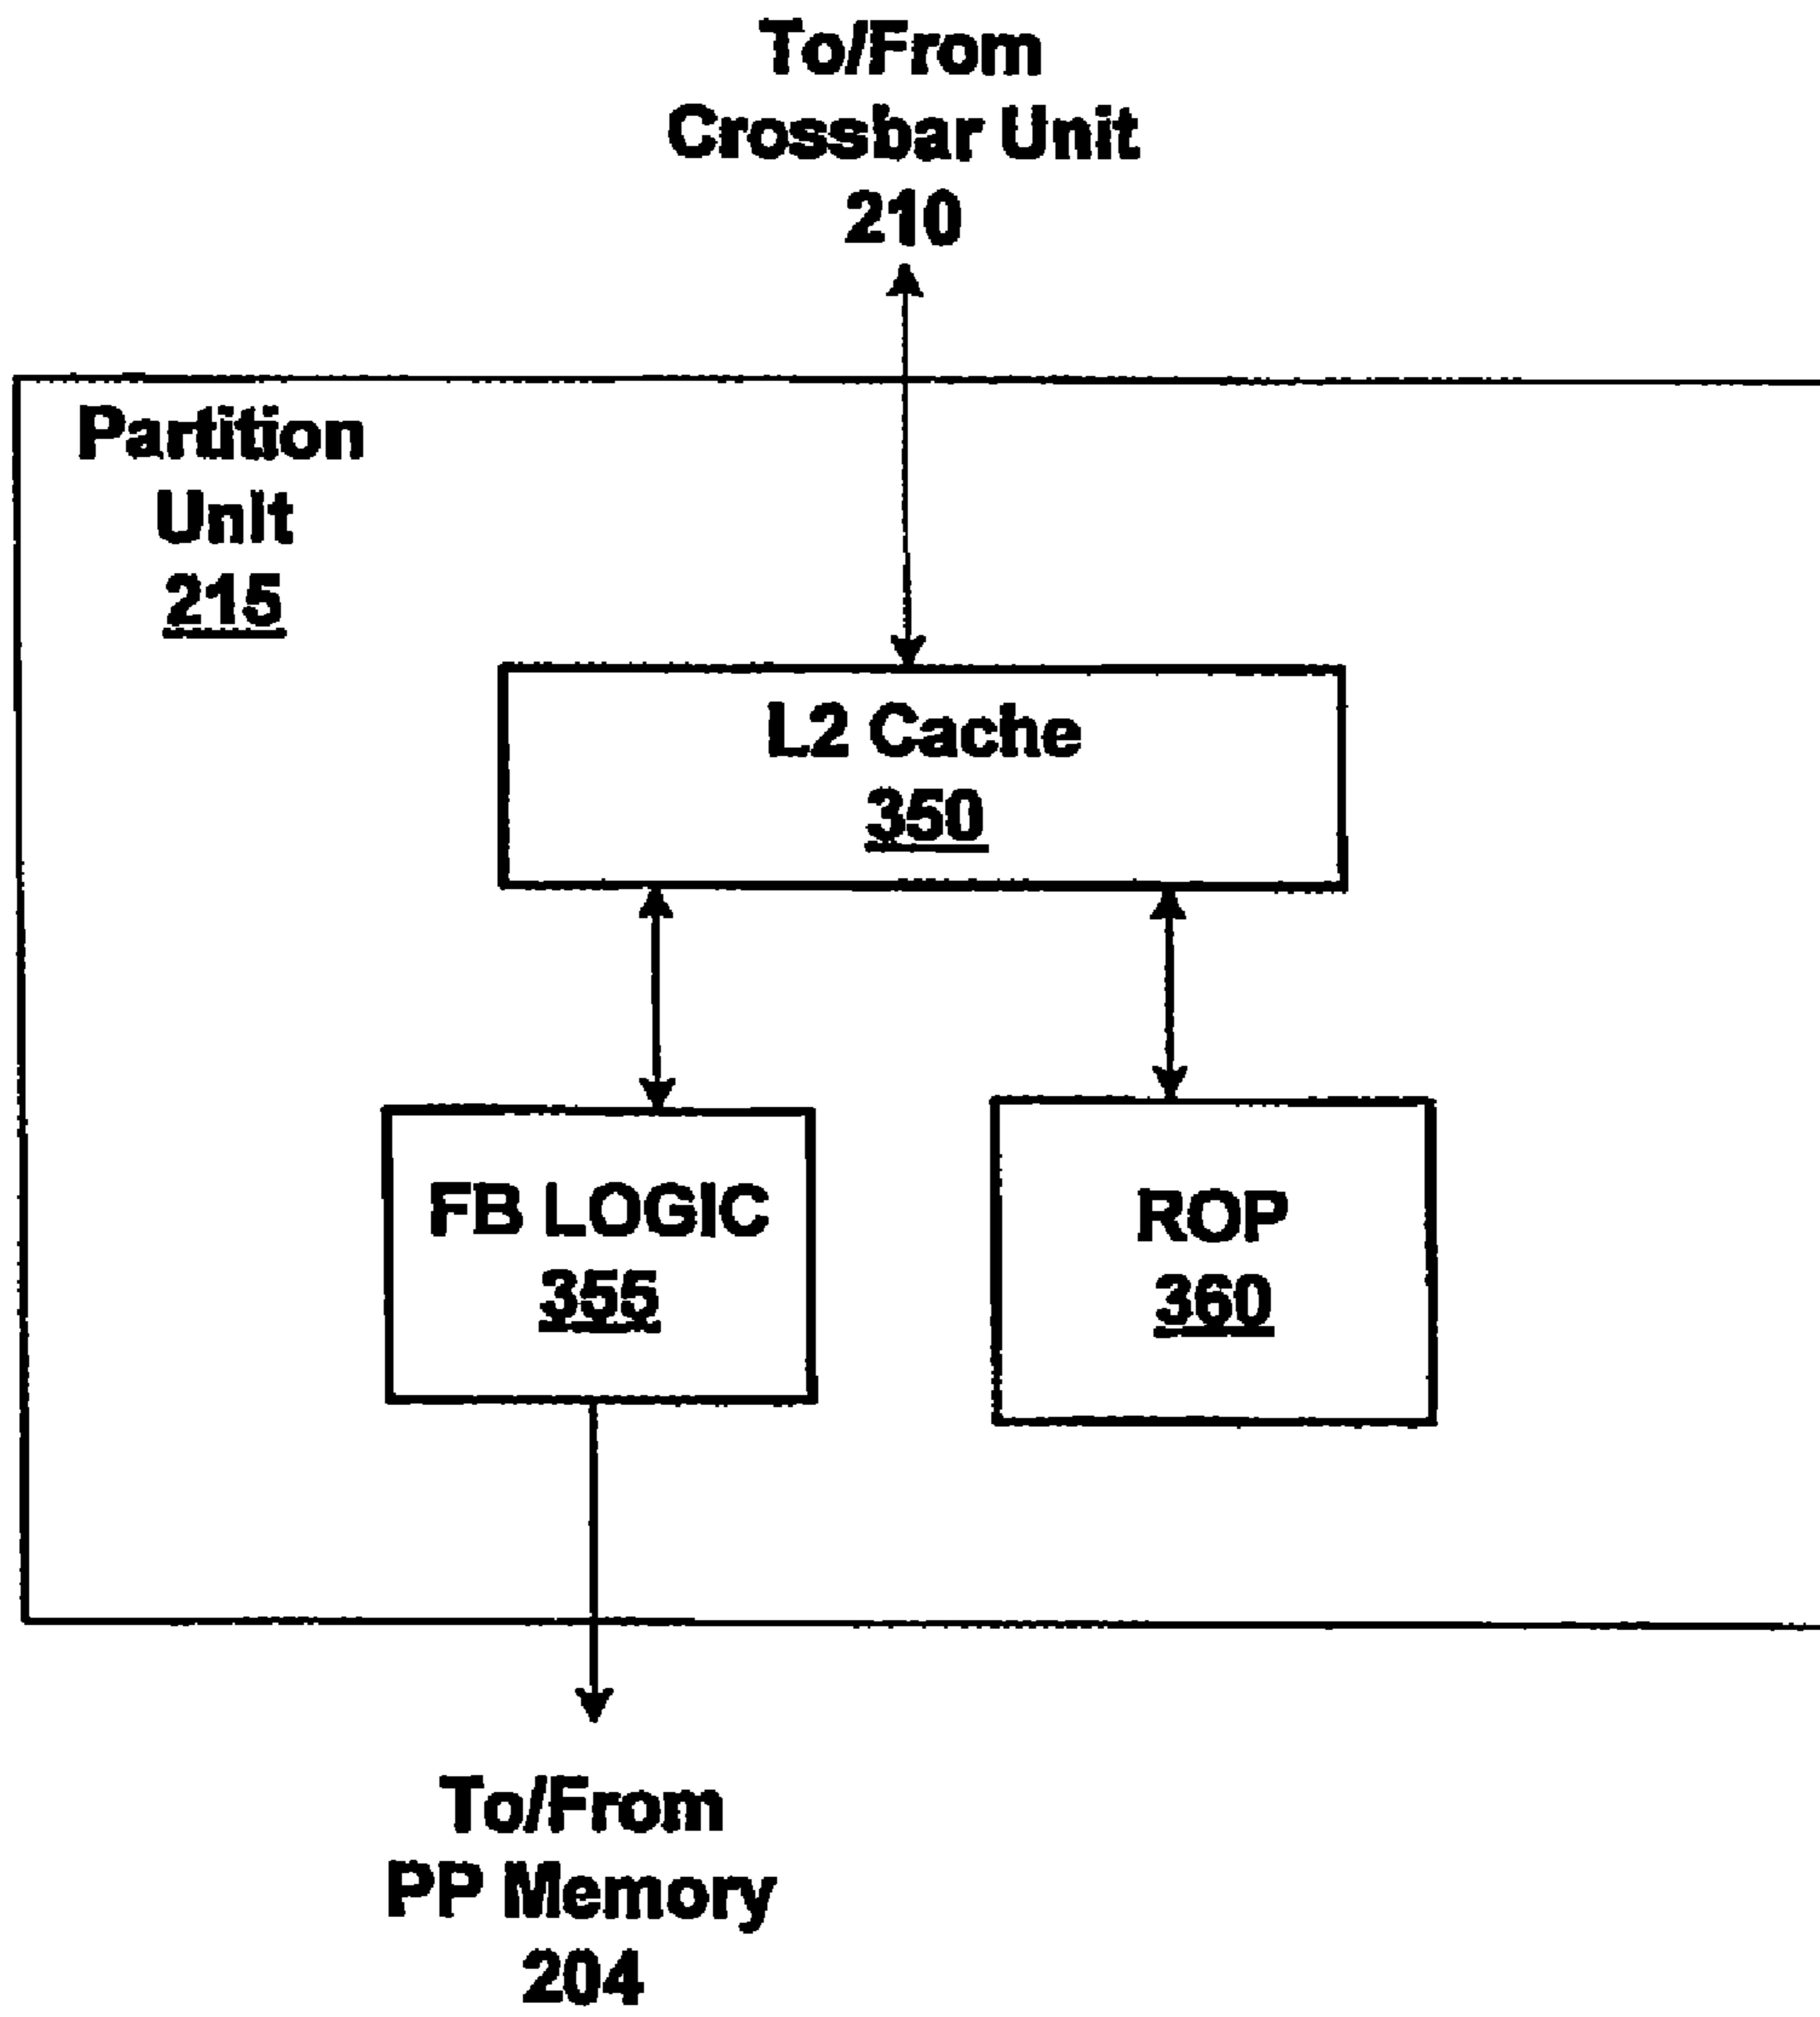 To/From
Crossbar Unit
210
Partition
Unit
215
L2 Cache
350
FB LOGIC
355
ROP
360
To/From
PP Memory
204